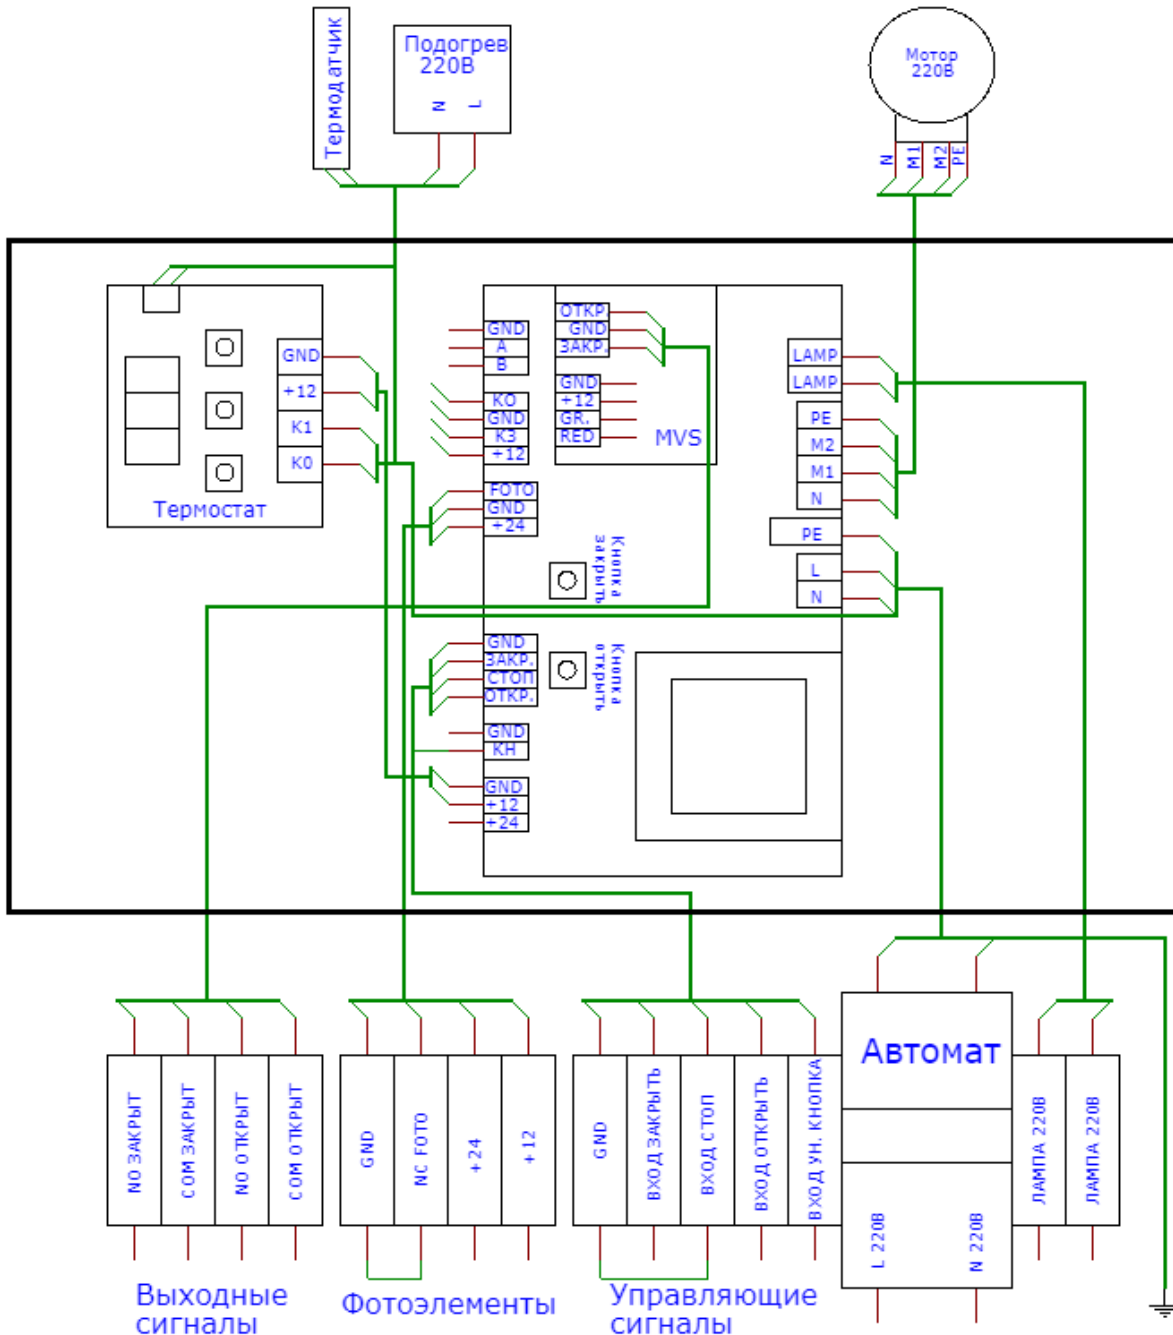 Термодатчик
Подогрев
220В
N
L
Мотор
220В
N
M1
M2
PE
GND
+12
K1
K0
Термостат
GND
A
B
KO
GND
КЗ
+12
FOTO
GND
+24
ОТКР.
GND
ЗАКР.
GND
+12
GR.
RED
MVS
LAMP
LAMP
PE
M2
M1
N
PE
L
N
Кнопка
закрыть
Кнопка
открыть
GND
ЗАКР.
СТОП
ОТКР.
GND
КН
GND
+12
+24
NO ЗАКРЫТ
COM ЗАКРЫТ
NO ОТКРЫТ
COM ОТКРЫТ
Выходные
сигналы
GND
NC FOTO
+24
+12
Фотоэлементы
GND
ВХОД ЗАКРЫТЬ
ВХОД СТОП
ВХОД ОТКРЫТЬ
ВХОД УН. КНОПКА
Управляющие
сигналы
Автомат
L 220В
N 220В
ЛАМПА 220В
ЛАМПА 220В